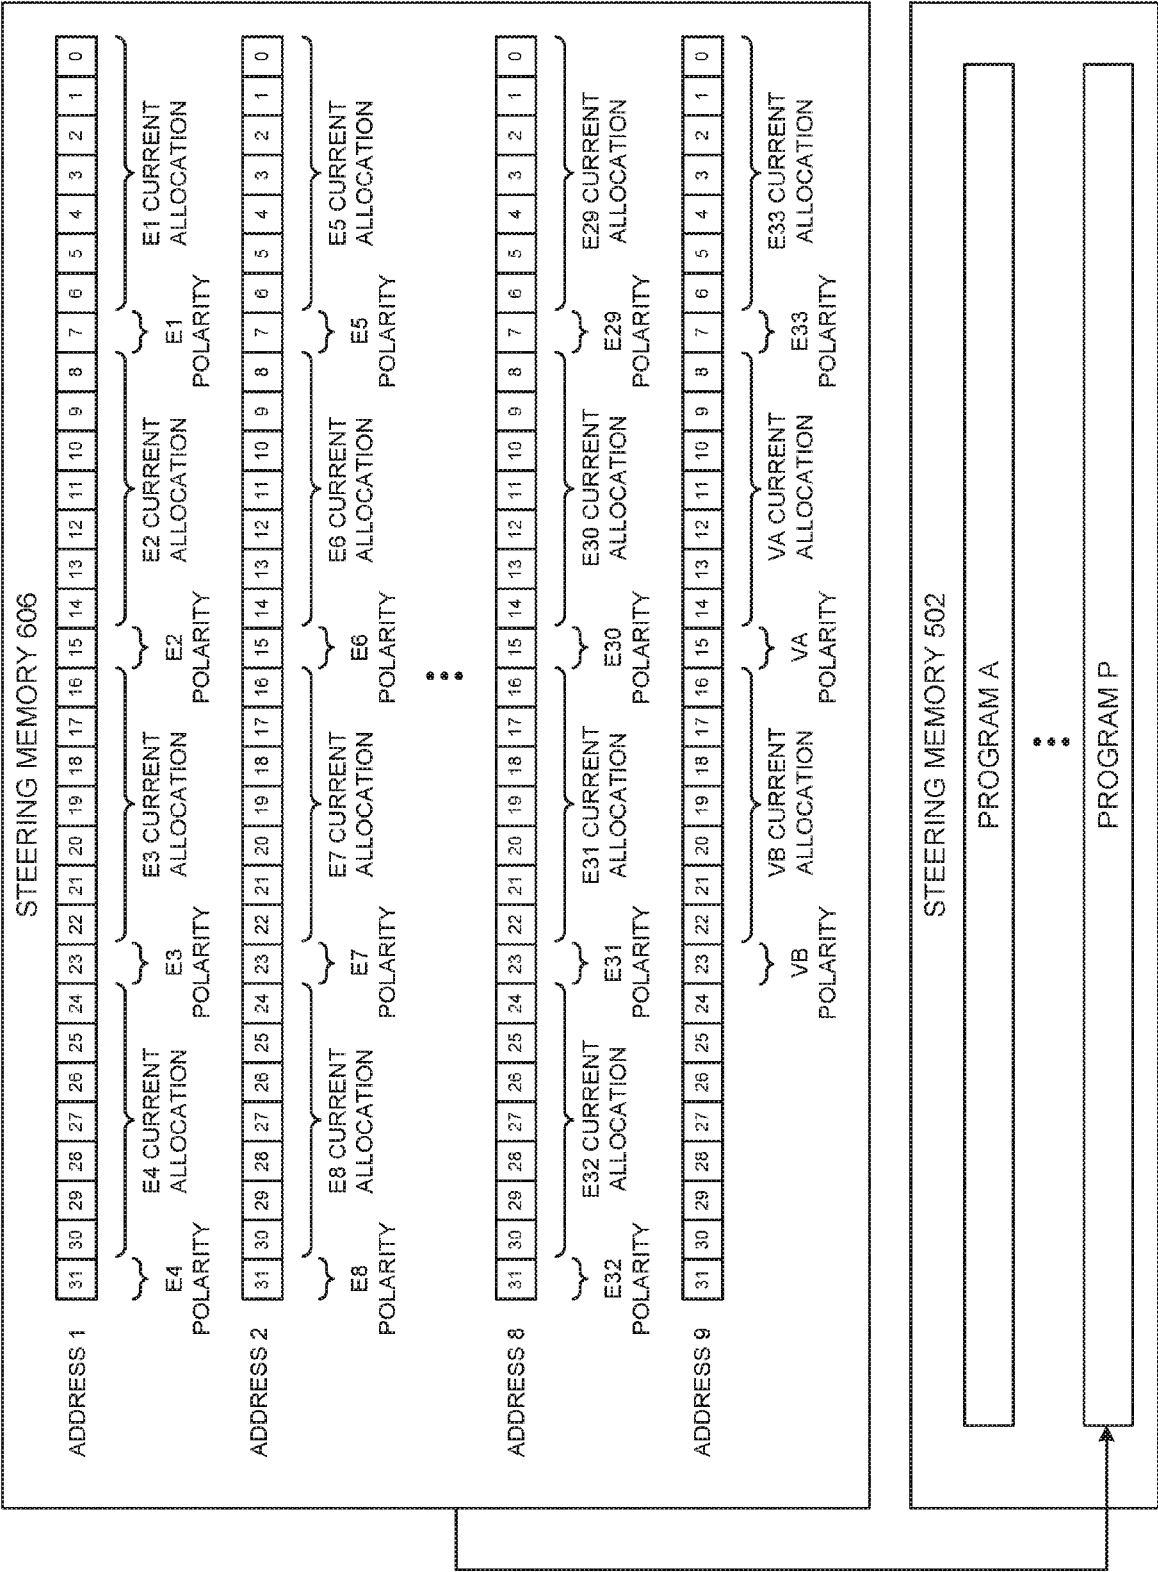 STEERING MEMORY 606
ADDRESS 1
31 30 29 28 27 26 25 24 23 22 21 20 19 18 17 16 15 14 13 12 11 10 9 8 7 6 5 4 3 2 1 0
E4 POLARITY
E4 CURRENT ALLOCATION
E3 POLARITY
E3 CURRENT ALLOCATION
E2 POLARITY
E2 CURRENT ALLOCATION
E1 POLARITY
E1 CURRENT ALLOCATION
ADDRESS 2
31 30 29 28 27 26 25 24 23 22 21 20 19 18 17 16 15 14 13 12 11 10 9 8 7 6 5 4 3 2 1 0
E8 POLARITY
E8 CURRENT ALLOCATION
E7 POLARITY
E7 CURRENT ALLOCATION
E6 POLARITY
E6 CURRENT ALLOCATION
E5 POLARITY
E5 CURRENT ALLOCATION
ADDRESS 8
31 30 29 28 27 26 25 24 23 22 21 20 19 18 17 16 15 14 13 12 11 10 9 8 7 6 5 4 3 2 1 0
E32 POLARITY
E32 CURRENT ALLOCATION
E31 POLARITY
E31 CURRENT ALLOCATION
E30 POLARITY
E30 CURRENT ALLOCATION
E29 POLARITY
E29 CURRENT ALLOCATION
ADDRESS 9
31 30 29 28 27 26 25 24 23 22 21 20 19 18 17 16 15 14 13 12 11 10 9 8 7 6 5 4 3 2 1 0
VB POLARITY
VB CURRENT ALLOCATION
VA POLARITY
VA CURRENT ALLOCATION
E33 POLARITY
E33 CURRENT ALLOCATION
STEERING MEMORY 502
PROGRAM A
PROGRAM P